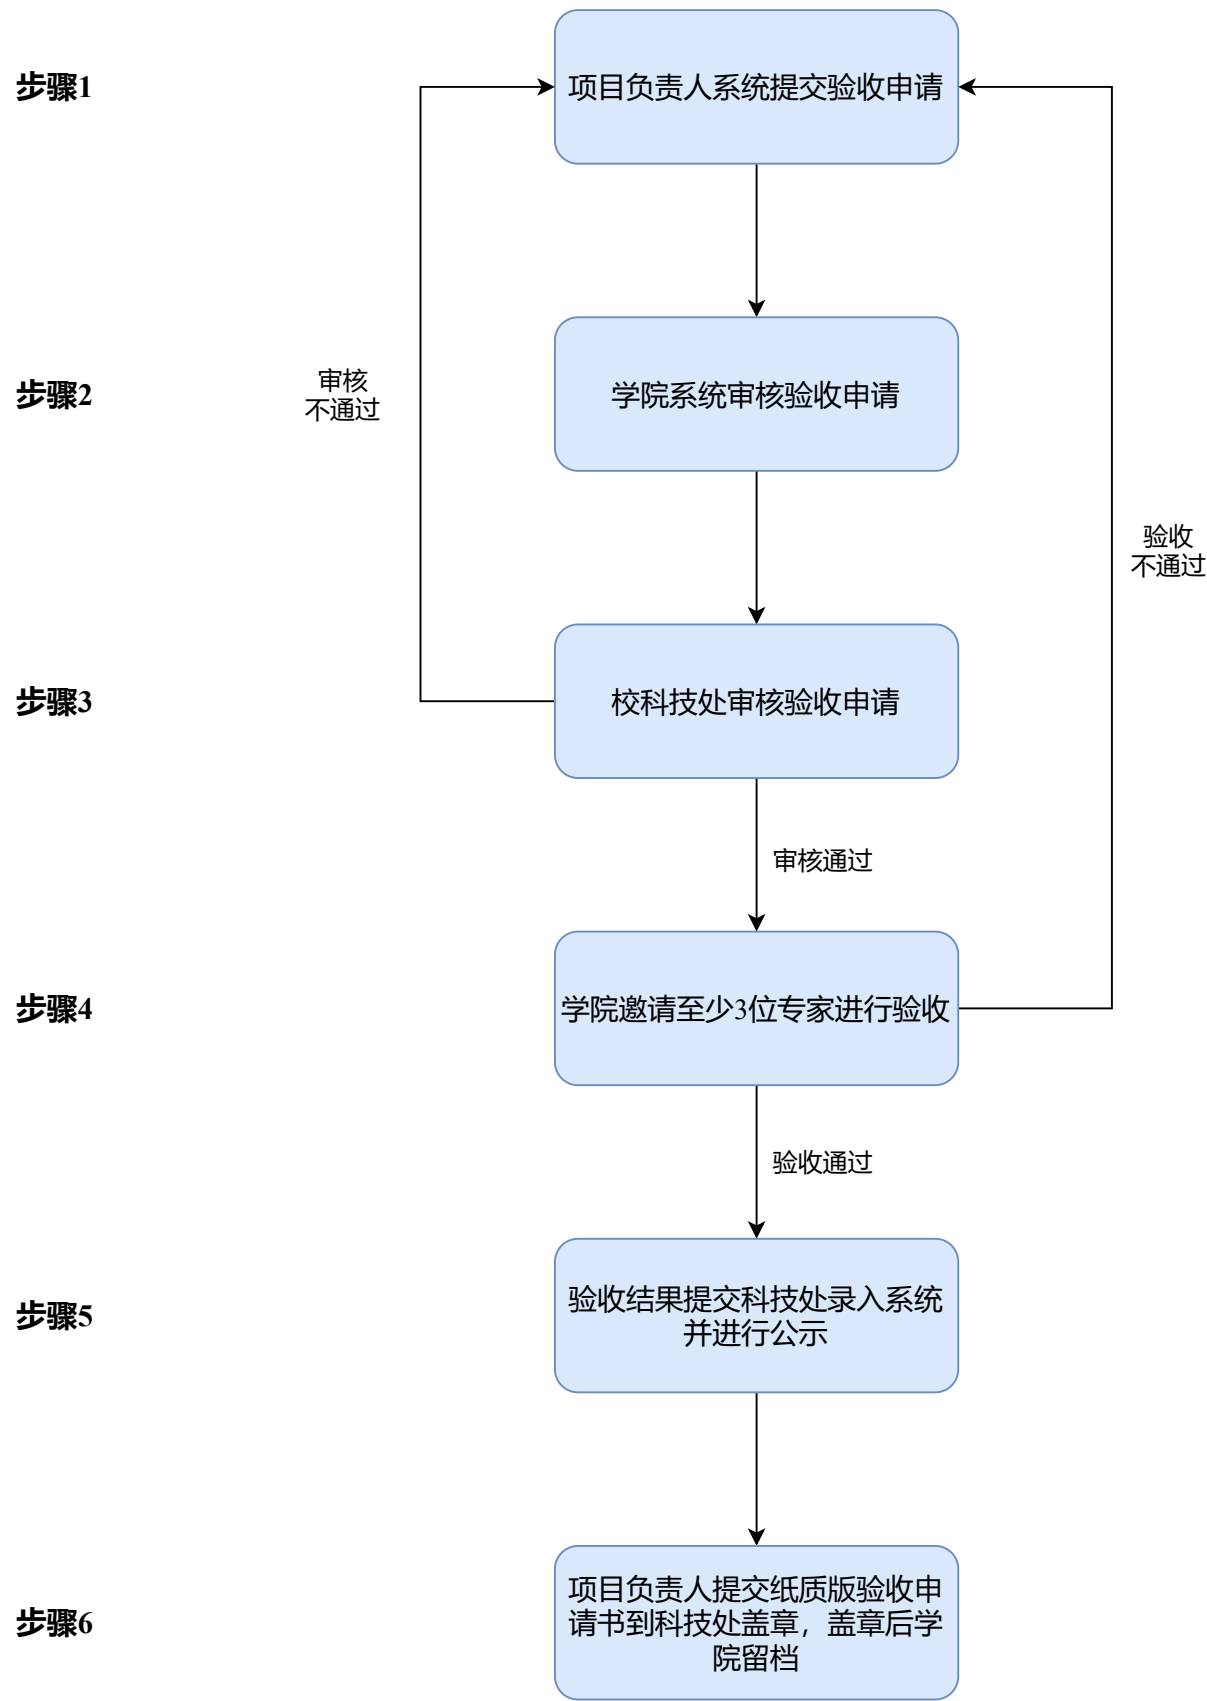 步骤1
项目负责人系统提交验收申请
步骤2
审核
不通过
学院系统审核验收申请
验收
不通过
步骤3
校科技处审核验收申请
审核通过
步骤4
学院邀请至少3位专家进行验收
验收通过
步骤5
验收结果提交科技处录入系统
并进行公示
步骤6
项目负责人提交纸质版验收申
请书到科技处盖章，盖章后学
院留档